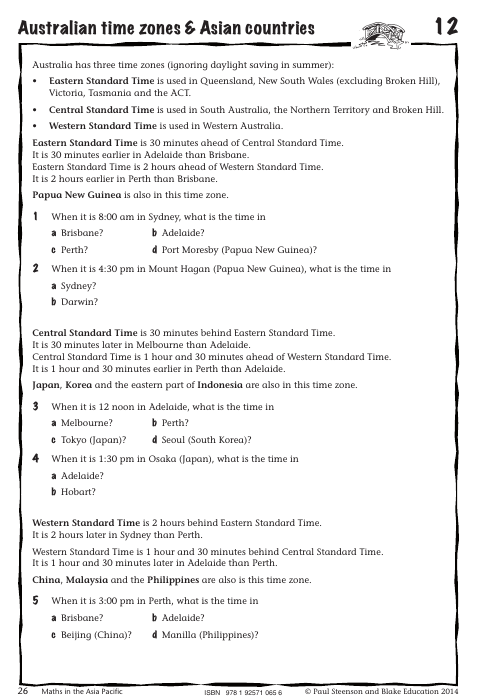 Australian time zones & Asian countries
12
Australia has three time zones (ignoring daylight saving in summer):
• Eastern Standard Time is used in Queensland, New South Wales (excluding Broken Hill),
Victoria, Tasmania and the ACT.
• Central Standard Time is used in South Australia, the Northern Territory and Broken Hill.
• Western Standard Time is used in Western Australia.
Eastern Standard Time is 30 minutes ahead of Central Standard Time.
It is 30 minutes earlier in Adelaide than Brisbane.
Eastern Standard Time is 2 hours ahead of Western Standard Time.
It is 2 hours earlier in Perth than Brisbane.
Papua New Guinea is also in this time zone.
1 When it is 8:00 am in Sydney, what is the time in
a Brisbane? b Adelaide?
c Perth? d Port Moresby (Papua New Guinea)?
2 When it is 4:30 pm in Mount Hagan (Papua New Guinea), what is the time in
a Sydney?
b Darwin?
Central Standard Time is 30 minutes behind Eastern Standard Time.
It is 30 minutes later in Melbourne than Adelaide.
Central Standard Time is 1 hour and 30 minutes ahead of Western Standard Time.
It is 1 hour and 30 minutes earlier in Perth than Adelaide.
Japan, Korea and the eastern part of Indonesia are also in this time zone.
3 When it is 12 noon in Adelaide, what is the time in
a Melbourne? b Perth?
c Tokyo (Japan)? d Seoul (South Korea)?
4 When it is 1:30 pm in Osaka (Japan), what is the time in
a Adelaide?
b Hobart?
Western Standard Time is 2 hours behind Eastern Standard Time.
It is 2 hours later in Sydney than Perth.
Western Standard Time is 1 hour and 30 minutes behind Central Standard Time.
It is 1 hour and 30 minutes later in Adelaide than Perth.
China, Malaysia and the Philippines are also is this time zone.
5 When it is 3:00 pm in Perth, what is the time in
a Brisbane? b Adelaide?
c Beijing (China)? d Manilla (Philippines)?
26 Maths in the Asia Pacific ISBN 978 1 92571 065 6 © Paul Steenson and Blake Education 2014